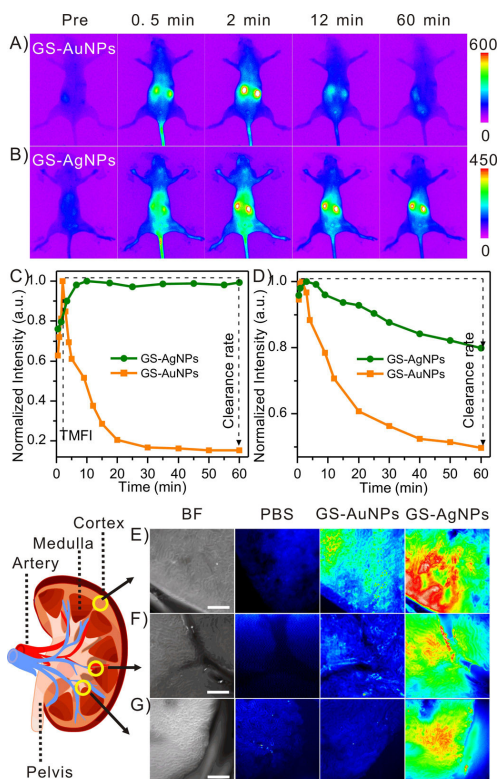 Pre 0.5 min 2 min 12 min 60 min
A) GS-AuNPs
600
0
B) GS-AgNPs
450
0
C)
Normalized Intensity (a.u.)
1.0
0.8
0.6
0.4
0.2
GS-AgNPs
GS-AuNPs
TMFI
Clearance rate
0 10 20 30 40 50 60
Time (min)
D)
Normalized Intensity (a.u.)
1.0
0.8
0.6
GS-AgNPs
GS-AuNPs
Clearance rate
0 10 20 30 40 50 60
Time (min)
Cortex
Medulla
Artery
Pelvis
BF PBS GS-AuNPs GS-AgNPs
E)
F)
G)